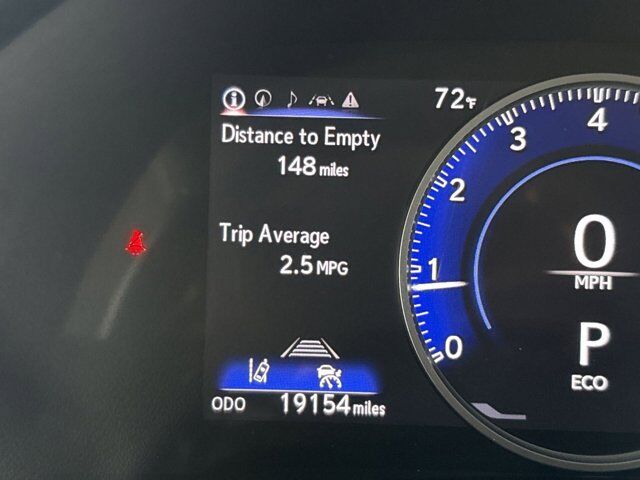 72°F
Distance to Empty
148 miles
Trip Average
2.5 MPG
ODO 19154 miles
4
3
2
1
0
0
MPH
P
ECO